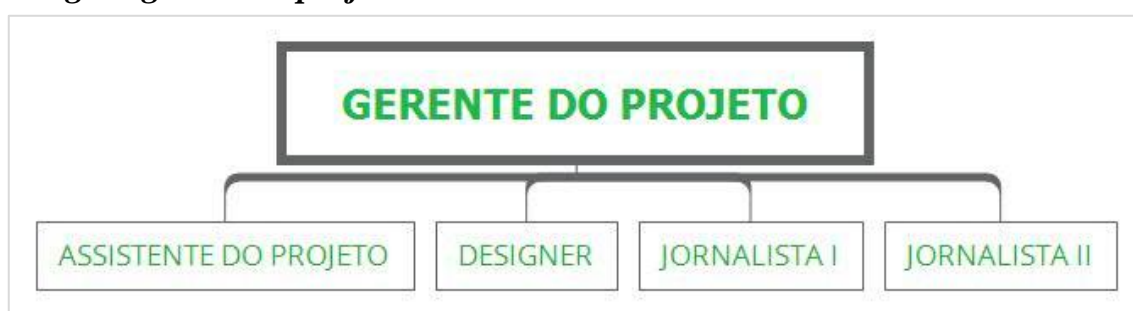 GERENTE DO PROJETO
ASSISTENTE DO PROJETO
DESIGNER
JORNALISTA I
JORNALISTA II